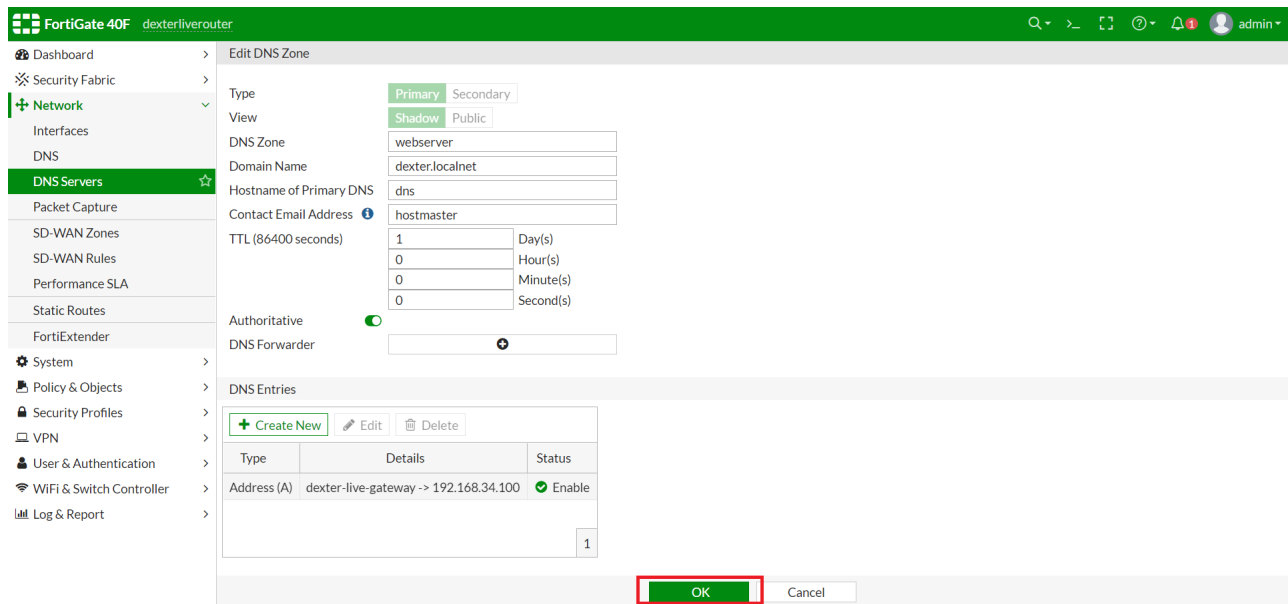 FortiGate 40F dexterliverouter
admin
Dashboard
Security Fabric
Network
Interfaces
DNS
DNS Servers
Packet Capture
SD-WAN Zones
SD-WAN Rules
Performance SLA
Static Routes
FortiExtender
System
Policy & Objects
Security Profiles
VPN
User & Authentication
WiFi & Switch Controller
Log & Report
1
Edit DNS Zone
Type Primary Secondary
View Shadow Public
DNS Zone webserver
Domain Name dexter.localnet
Hostname of Primary DNS dns
Contact Email Address hostmaster
TTL (86400 seconds) 1 Day(s)
0 Hour(s)
0 Minute(s)
0 Second(s)
Authoritative
DNS Forwarder
DNS Entries
Create New Edit Delete
Type Details Status
Address (A) dexter-live-gateway -> 192.168.34.100 Enable
1
OK Cancel